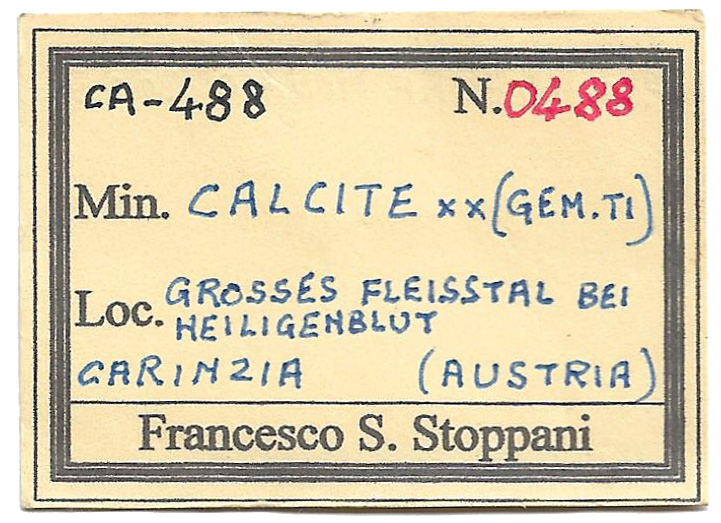 CA-488 N.0488
Min. CALCITE xx (GEM.TI)
Loc. GROSSES FLEISSTAL BEI
HEILIGENBLUT
CARINZIA (AUSTRIA)
Francesco S. Stoppani